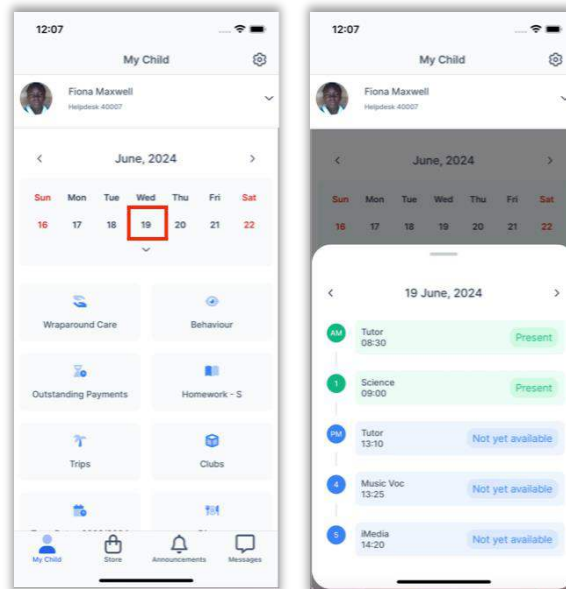 12:07
My Child
Fiona Maxwell
Helpdesk 40007
June, 2024
Sun Mon Tue Wed Thu Fri Sat
16 17 18 19 20 21 22
Wraparound Care
Behaviour
Outstanding Payments
Homework - S
Trips
Clubs
My Child
Store
Announcements
Messages
12:07
My Child
Fiona Maxwell
Helpdesk 40007
June, 2024
Sun Mon Tue Wed Thu Fri Sat
16 17 18 19 20 21 22
19 June, 2024
AM
Tutor
08:30
Present
1
Science
09:00
Present
PM
Tutor
13:10
Not yet available
4
Music Voc
13:25
Not yet available
5
iMedia
14:20
Not yet available